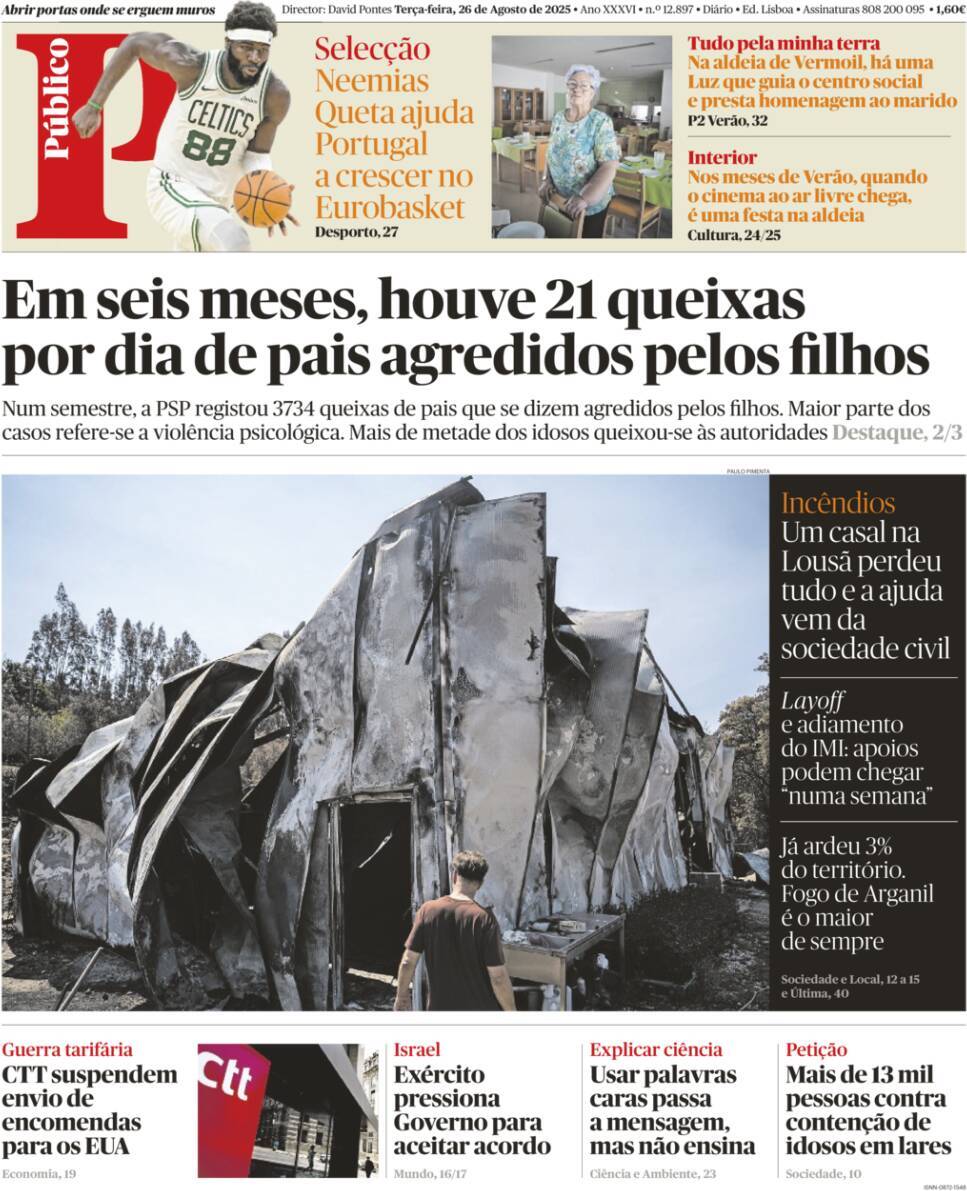 Abrir portas onde se erguem muros
Director: David Pontes Terça-feira, 26 de Agosto de 2025 • Ano XXXVI • n.º 12.897 • Diário • Ed. Lisboa • Assinaturas 808 200 095 • 1,60€
Público
P
CELTICS
88
Selecção
Neemias
Queta ajuda
Portugal
a crescer no
Eurobasket
Desporto, 27
Tudo pela minha terra
Na aldeia de Vermoil, há uma
Luz que guia o centro social
e presta homenagem ao marido
P2 Verão, 32
Interior
Nos meses de Verão, quando
o cinema ao ar livre chega,
é uma festa na aldeia
Cultura, 24/25
Em seis meses, houve 21 queixas
por dia de pais agredidos pelos filhos
Num semestre, a PSP registou 3734 queixas de pais que se dizem agredidos pelos filhos. Maior parte dos
casos refere-se a violência psicológica. Mais de metade dos idosos queixou-se às autoridades Destaque, 2/3
PAULO PIMENTA
Incêndios
Um casal na
Lousã perdeu
tudo e a ajuda
vem da
sociedade civil
Layoff
e adiamento
do IMI: apoios
podem chegar
“numa semana”
Já ardeu 3%
do território.
Fogo de Arganil
é o maior
de sempre
Sociedade e Local, 12 a 15
e Última, 40
Guerra tarifária
CTT suspendem
envio de
encomendas
para os EUA
Economia, 19
ctt
Israel
Exército
pressiona
Governo para
aceitar acordo
Mundo, 16/17
Explicar ciência
Usar palavras
caras passa
a mensagem,
mas não ensina
Ciência e Ambiente, 23
Petição
Mais de 13 mil
pessoas contra
contenção de
idosos em lares
Sociedade, 10
ISNN-0872-1548